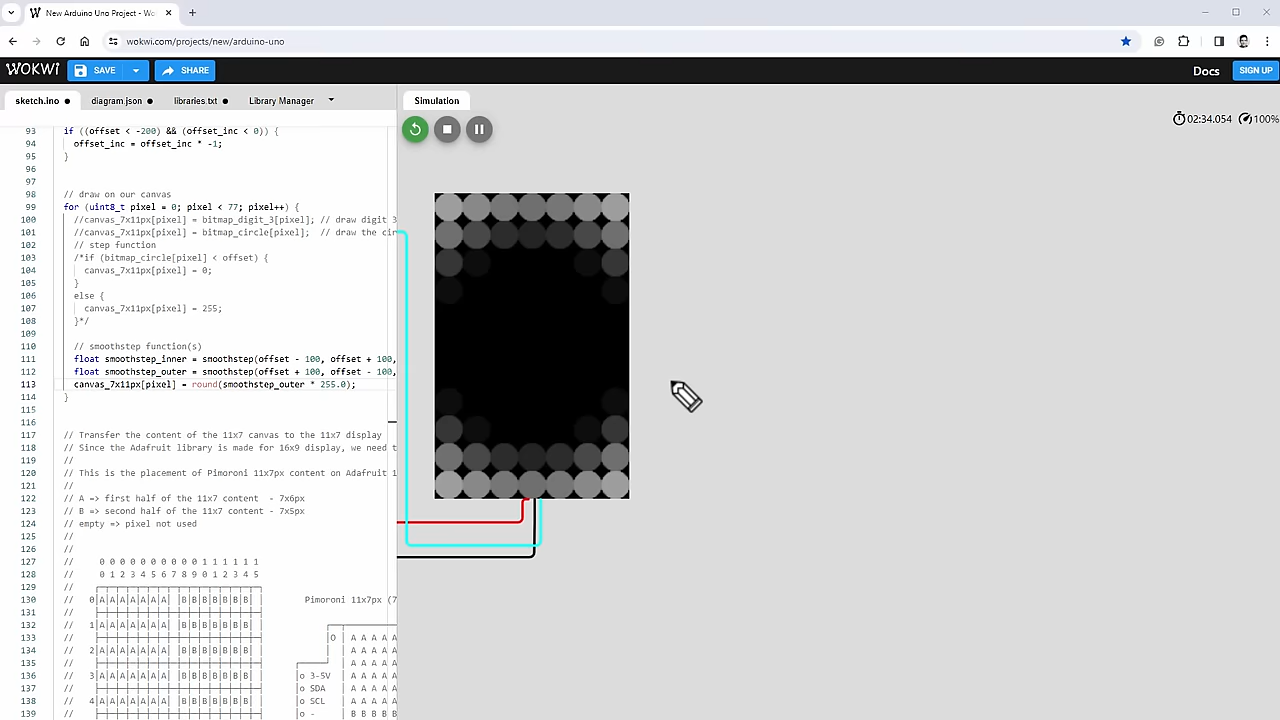 New Arduino Uno Project - Wo
wokwi.com/projects/new/arduino-uno
WOKWi SAVE SHARE Docs SIGN UP
sketch.ino diagram.json libraries.txt Library Manager Simulation
02:34.054 100%
93 if ((offset < -200) && (offset_inc < 0)) {
94 offset_inc = offset_inc * -1;
95 }
96
97
98 // draw on our canvas
99 for (uint8_t pixel = 0; pixel < 77; pixel++) {
100 //canvas_7x11px[pixel] = bitmap_digit_3[pixel]; // draw digit 3
101 //canvas_7x11px[pixel] = bitmap_circle[pixel]; // draw the cir
102 // step function
103 /*if (bitmap_circle[pixel] < offset) {
104 canvas_7x11px[pixel] = 0;
105 }
106 else {
107 canvas_7x11px[pixel] = 255;
108 }*/
109
110 // smoothstep function(s)
111 float smoothstep_inner = smoothstep(offset - 100, offset + 100,
112 float smoothstep_outer = smoothstep(offset + 100, offset - 100,
113 canvas_7x11px[pixel] = round(smoothstep_outer * 255.0);
114 }
115
116
117 // Transfer the content of the 11x7 canvas to the 11x7 display
118 // Since the Adafruit library is made for 16x9 display, we need t
119 //
120 // This is the placement of Pimoroni 11x7px content on Adafruit 1
121 //
122 // A => first half of the 11x7 content - 7x6px
123 // B => second half of the 11x7 content - 7x5px
124 // empty => pixel not used
125 //
126 //
127 // 0 0 0 0 0 0 0 0 0 0 1 1 1 1 1 1
128 // 0 1 2 3 4 5 6 7 8 9 0 1 2 3 4 5
129 //
130 // 0|A|A|A|A|A|A|A| |B|B|B|B|B|B|B| | Pimoroni 11x7px (7
131 //
132 // 1|A|A|A|A|A|A|A| |B|B|B|B|B|B|B| |
133 // |O | A A A A
134 // 2|A|A|A|A|A|A|A| |B|B|B|B|B|B|B| | | | A A A A
135 // | A A A A
136 // 3|A|A|A|A|A|A|A| |B|B|B|B|B|B|B| | |o 3-5V | A A A A
137 // |o SDA | A A A A
138 // 4|A|A|A|A|A|A|A| |B|B|B|B|B|B|B| | |o SCL | A A A A
139 // |o - | B B B B